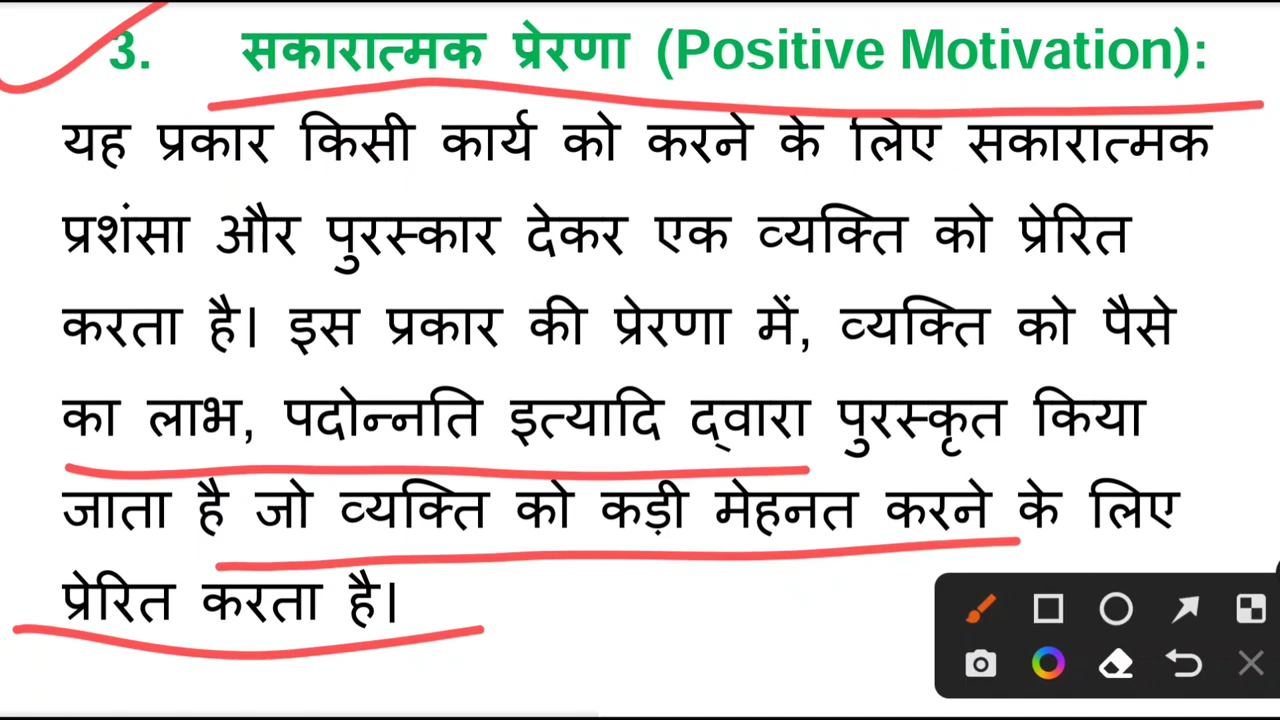 3. सकारात्मक प्रेरणा (Positive Motivation):
यह प्रकार किसी कार्य को करने के लिए सकारात्मक
प्रशंसा और पुरस्कार देकर एक व्यक्ति को प्रेरित
करता है। इस प्रकार की प्रेरणा में, व्यक्ति को पैसे
का लाभ, पदोन्नति इत्यादि द्वारा पुरस्कृत किया
जाता है जो व्यक्ति को कड़ी मेहनत करने के लिए
प्रेरित करता है।